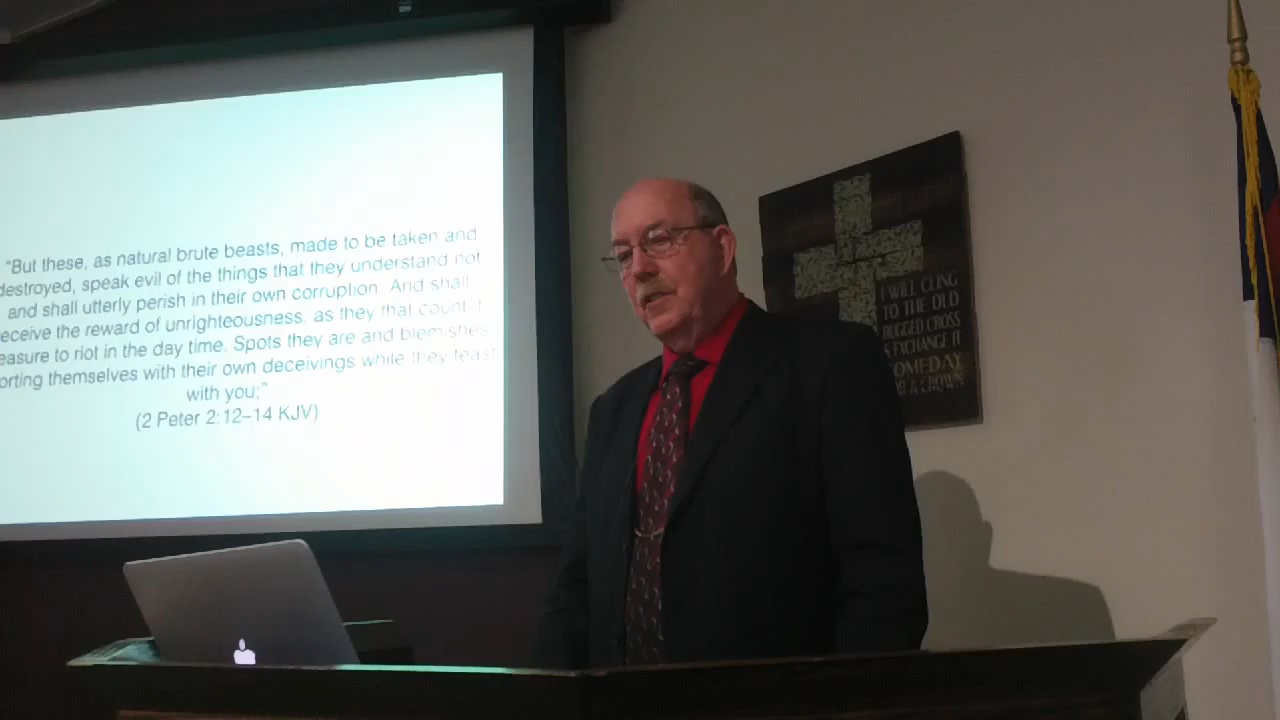 "But these, as natural brute beasts, made to be taken and
destroyed, speak evil of the things that they understand not
and shall utterly perish in their own corruption. And shall
eceive the reward of unrighteousness, as they that count it
easure to riot in the day time. Spots they are and blemishes
orting themselves with their own deceivings while they feast
with you;"
(2 Peter 2:12–14 KJV)
I WILL CLING
TO THE OLD
RUGGED CROSS
& EXCHANGE IT
SOMEDAY
FOR A CROWN